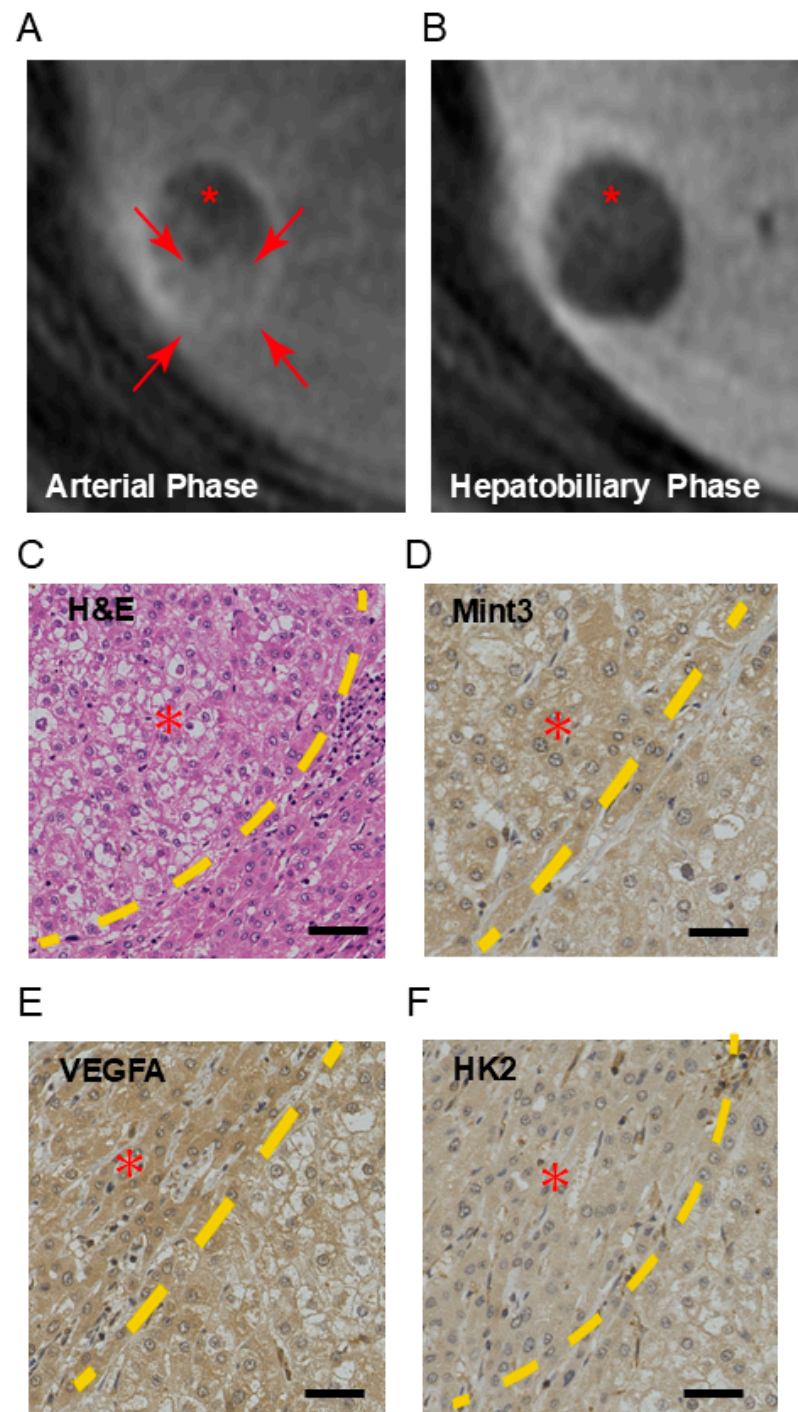 A
B
*
*
Arterial Phase
Hepatobiliary Phase
C
D
H&E
Mint3
*
*
E
F
VEGFA
HK2
*
*